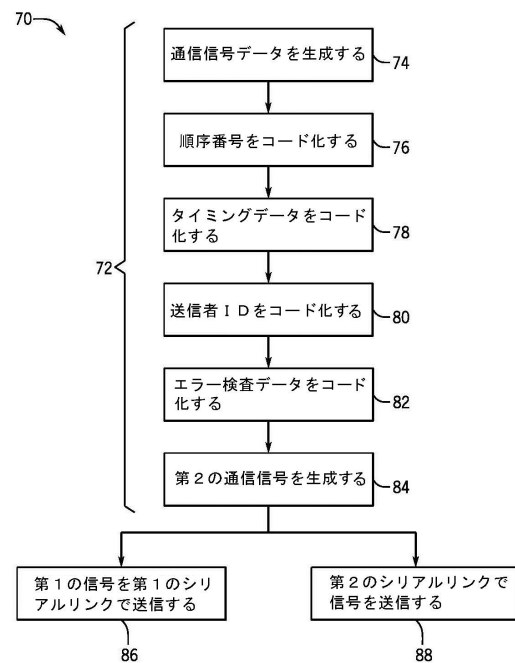 70
通信信号データを生成する
74
順序番号をコード化する
76
タイミングデータをコード
化する
78
72
送信者ＩＤをコード化する
80
エラー検査データをコード
化する
82
第２の通信信号を生成する
84
第１の信号を第１のシリ
アルリンクで送信する
86
第２のシリアルリンクで
信号を送信する
88